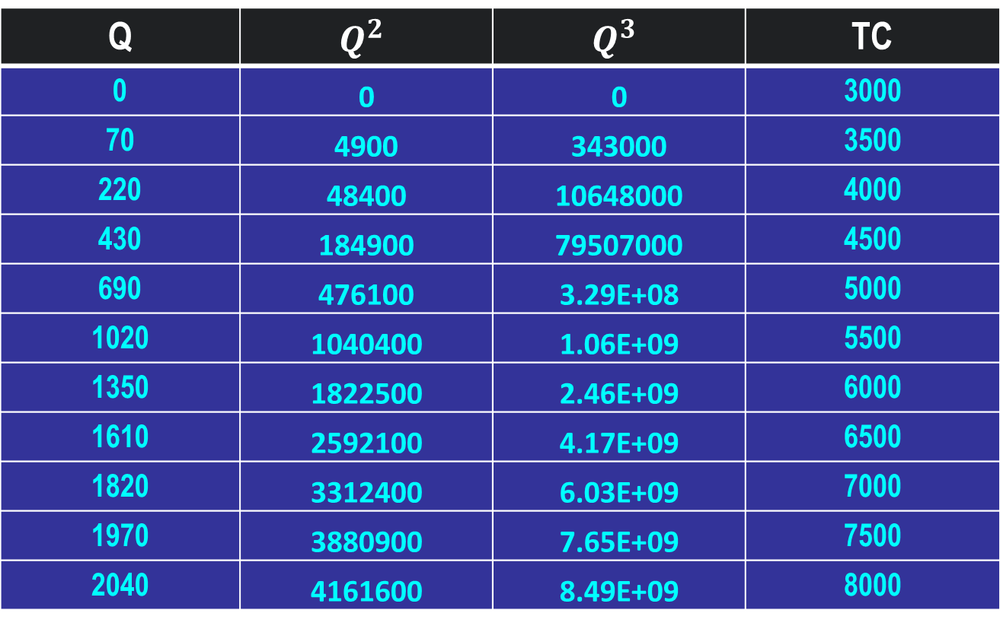 Q Q² Q³ TC
0 0 0 3000
70 4900 343000 3500
220 48400 10648000 4000
430 184900 79507000 4500
690 476100 3.29E+08 5000
1020 1040400 1.06E+09 5500
1350 1822500 2.46E+09 6000
1610 2592100 4.17E+09 6500
1820 3312400 6.03E+09 7000
1970 3880900 7.65E+09 7500
2040 4161600 8.49E+09 8000